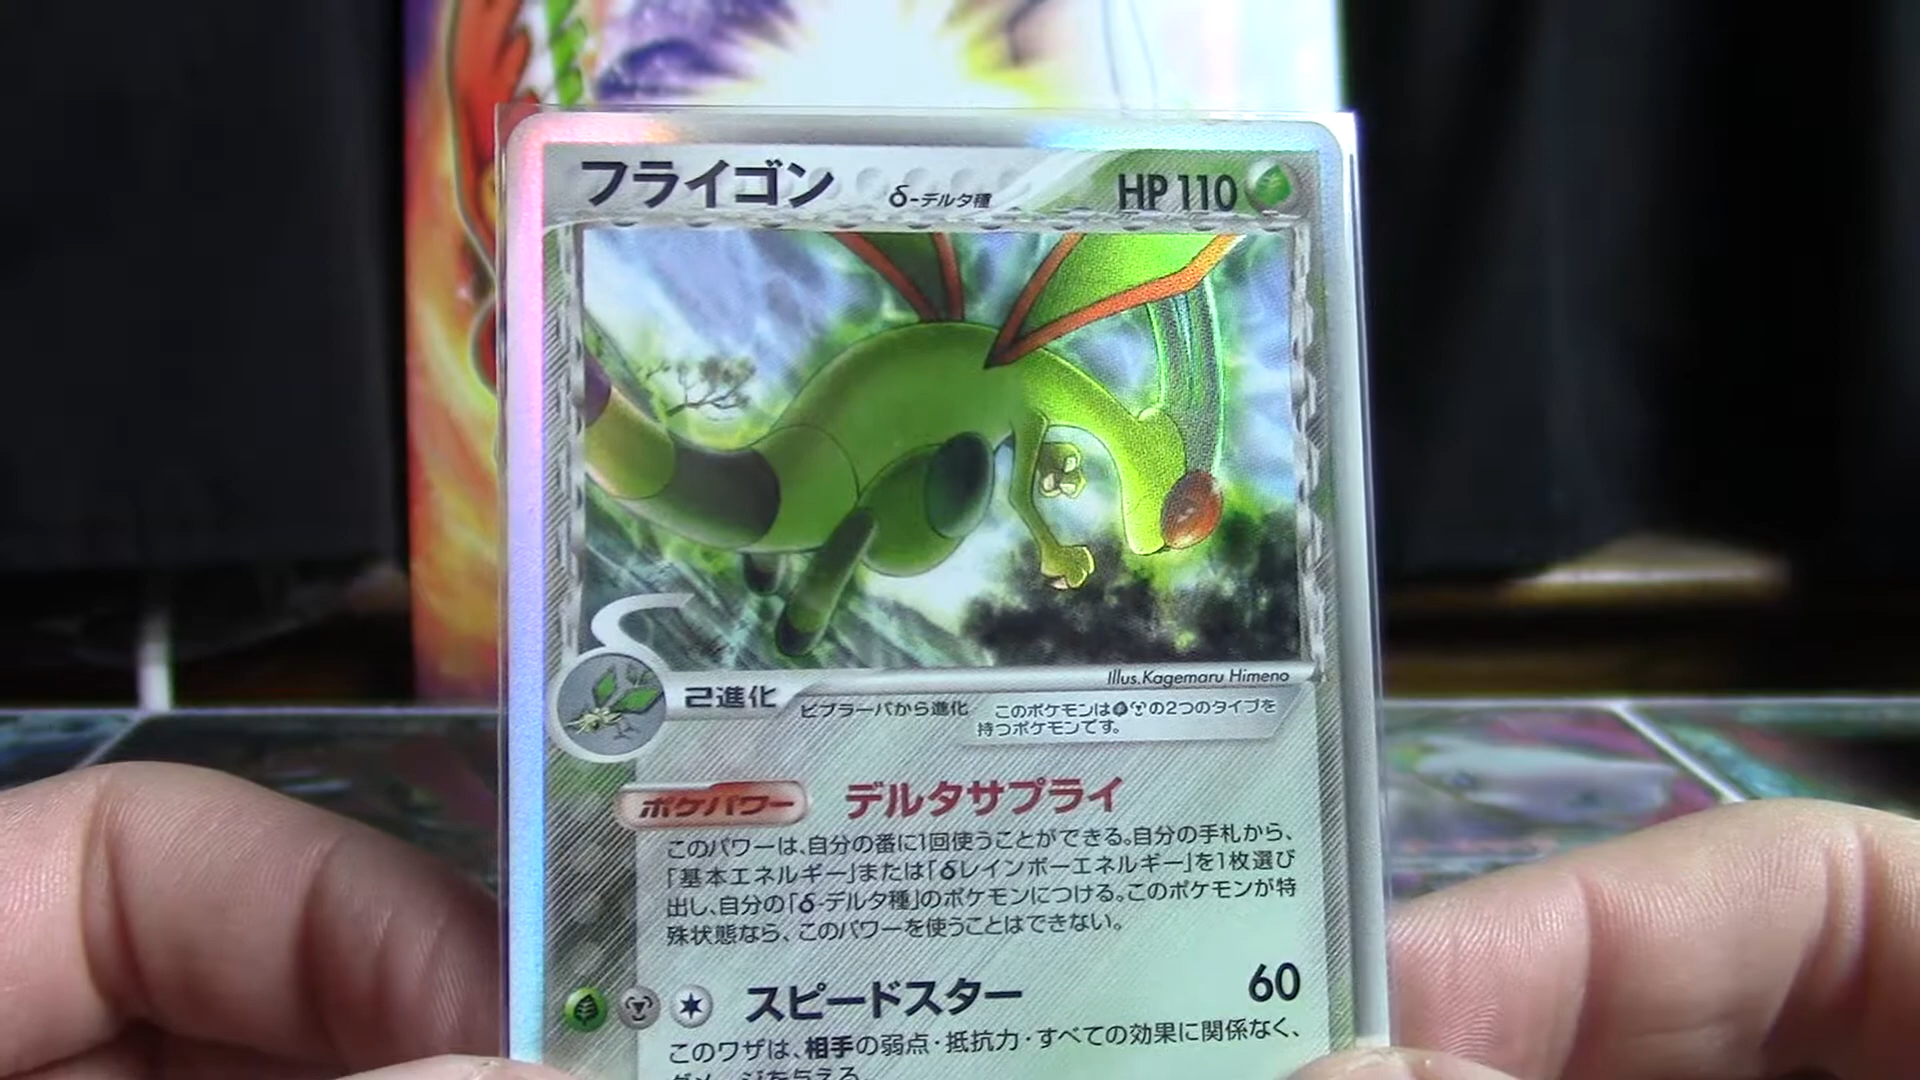 フライゴン δ-デルタ種 HP110
Illus.Kagemaru Himeno
2進化 ビブラーバから進化 このポケモンはの2つのタイプを
持つポケモンです。
ポケパワー デルタサプライ
このパワーは、自分の番に1回使うことができる。自分の手札から、
「基本エネルギー」または「δレインボーエネルギー」を1枚選び
出し、自分の「δ-デルタ種」のポケモンにつける。このポケモンが特
殊状態なら、このパワーを使うことはできない。
スピードスター 60
このワザは、相手の弱点・抵抗力・すべての効果に関係なく、
ダメージを与える。